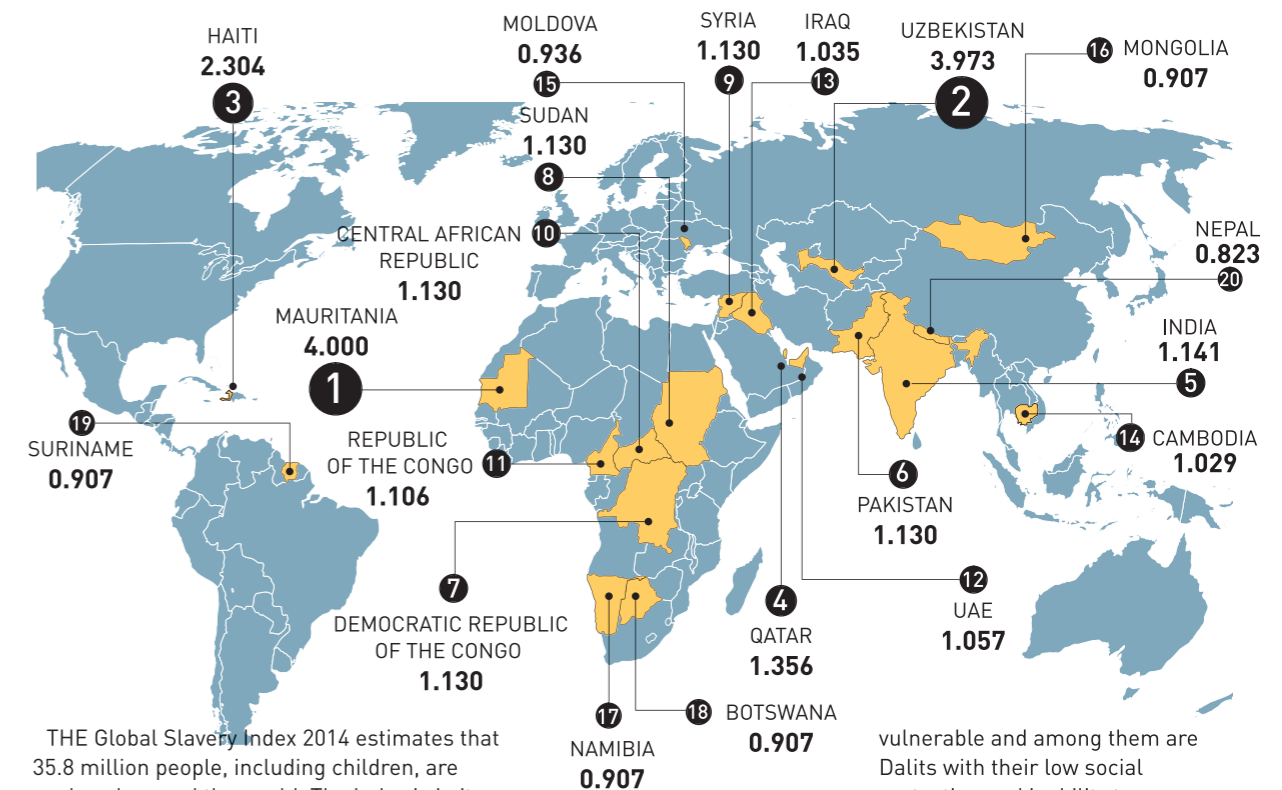 HAITI
2.304
3
MOLDOVA
0.936
15
SYRIA
1.130
9
IRAQ
1.035
13
UZBEKISTAN
3.973
2
16 MONGOLIA
0.907
SUDAN
1.130
8
CENTRAL AFRICAN 10
REPUBLIC
1.130
NEPAL
0.823
20
MAURITANIA
4.000
1
INDIA
1.141
5
19
SURINAME
0.907
REPUBLIC
OF THE CONGO 11
1.106
14 CAMBODIA
1.029
6
PAKISTAN
1.130
7
DEMOCRATIC REPUBLIC
OF THE CONGO
1.130
4
QATAR
1.356
12
UAE
1.057
17
NAMIBIA
0.907
18 BOTSWANA
0.907
THE Global Slavery Index 2014 estimates that
35.8 million people, including children, are
vulnerable and among them are
Dalits with their low social